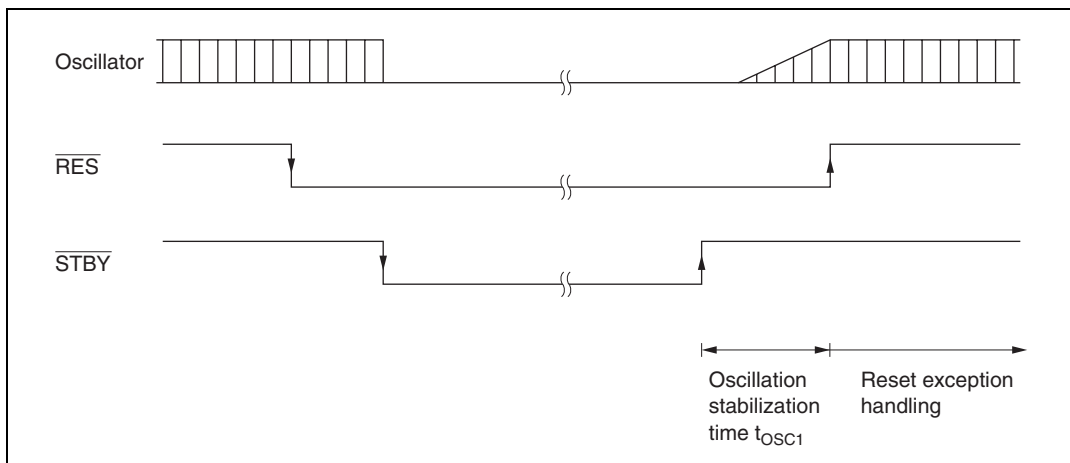 Oscillator
RES
STBY
Oscillation
stabilization
time tOSC1
Reset exception
handling